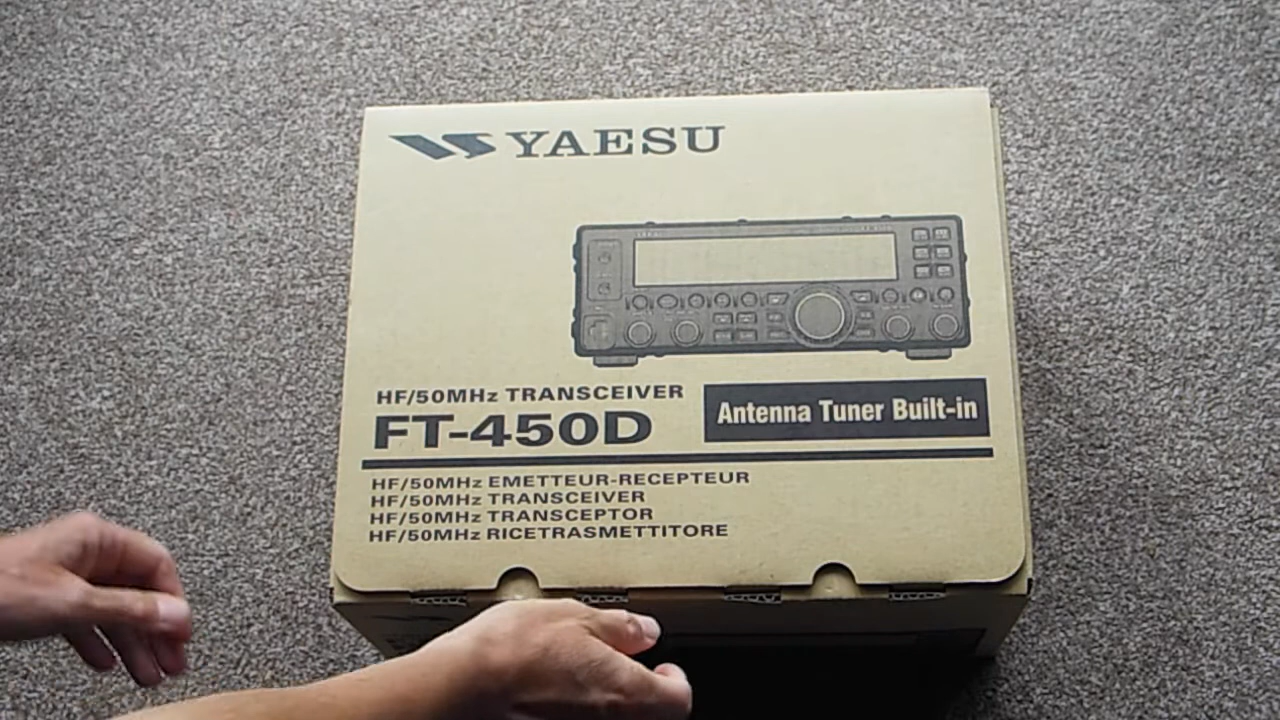 YAESU
HF/50MHz TRANSCEIVER
FT-450D
Antenna Tuner Built-in
HF/50MHz EMETTEUR-RECEPTEUR
HF/50MHz TRANSCEIVER
HF/50MHz TRANSCEPTOR
HF/50MHz RICETRASMETTITORE